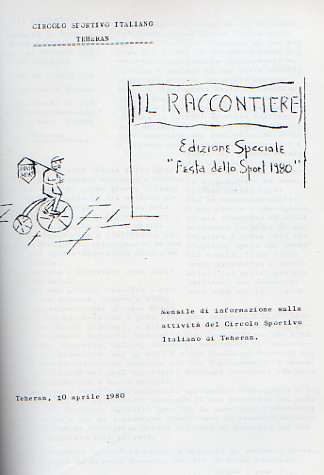 CIRCOLO SPORTIVO ITALIANO
TEHERAN
IL RACCONTIERE
Edizione Speciale
"Festa dello Sport 1980"
Mensile di informazione sulla
attività del Circolo Sportivo
Italiano di Teheran.
Teheran, 10 aprile 1980